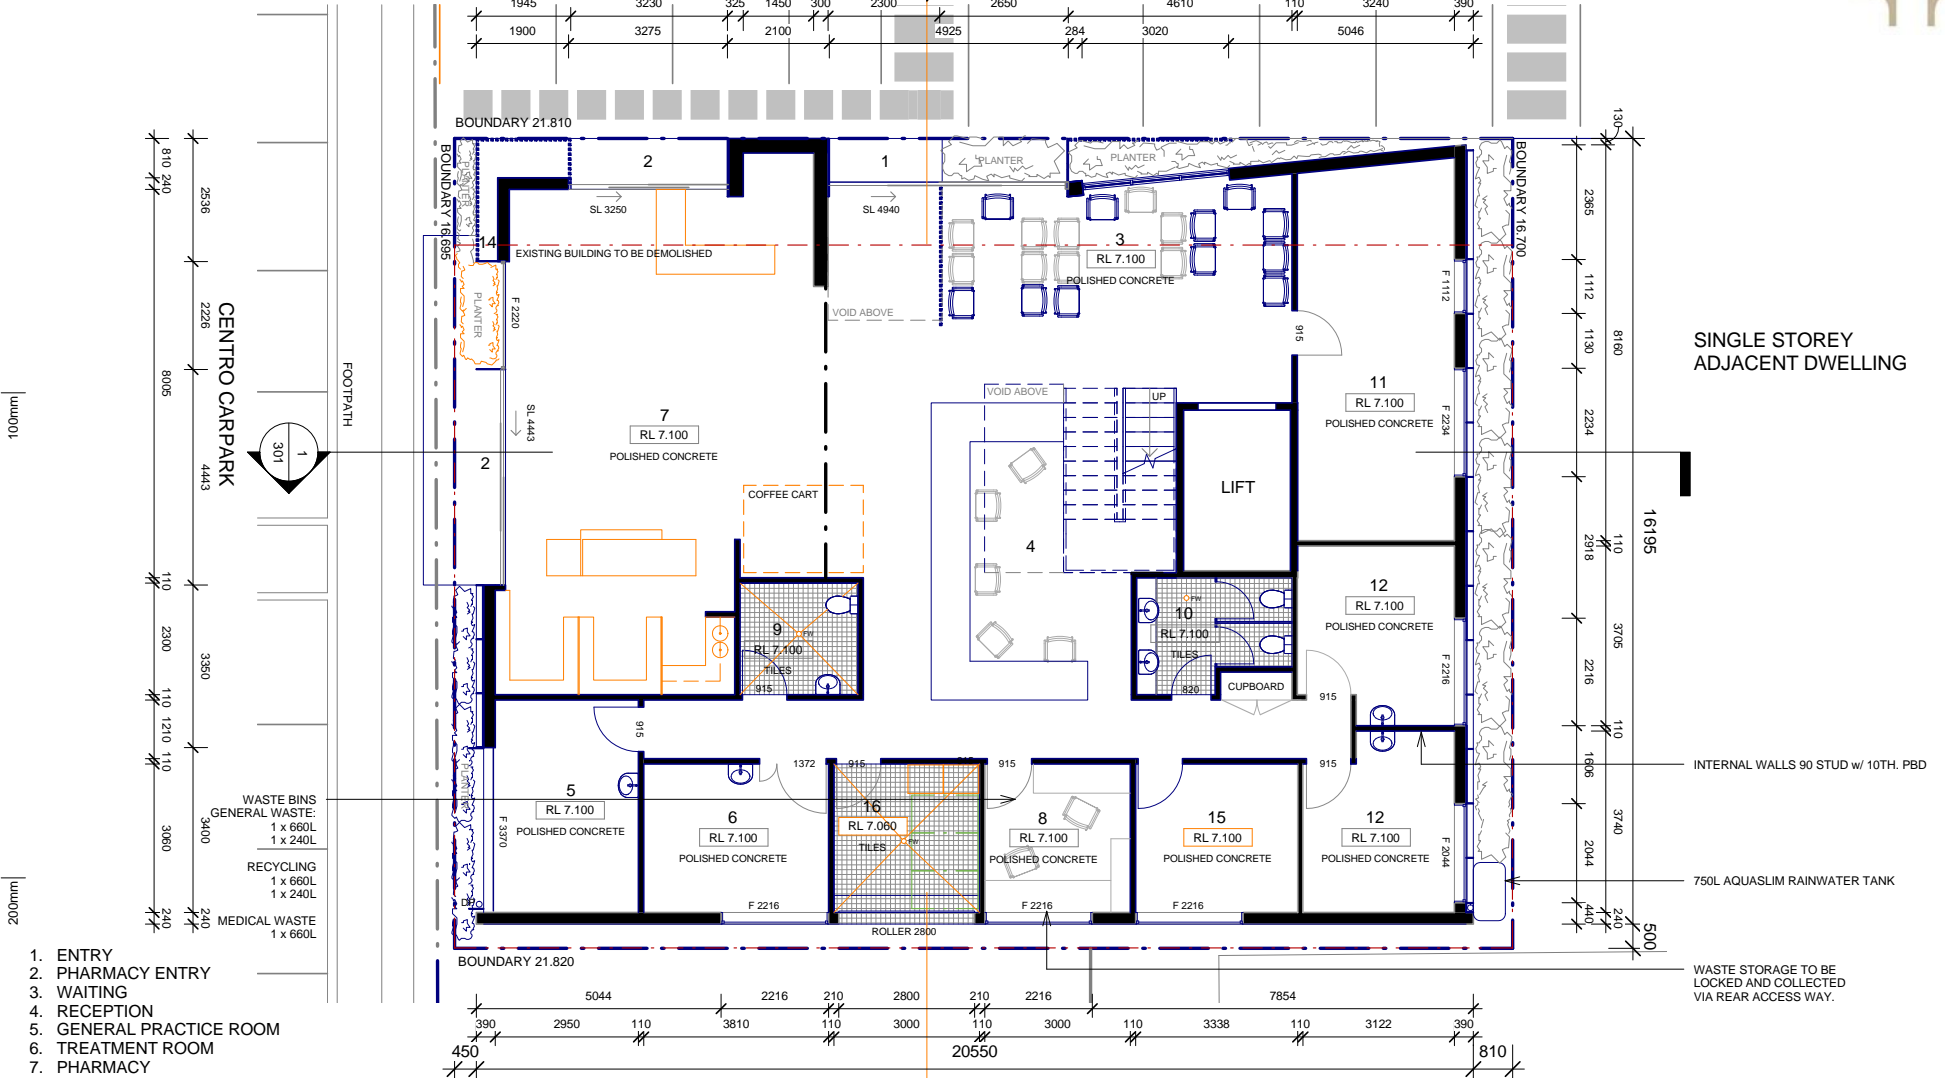 1945 3230 325 1450 300 2300 2650 4610 110 3240 390
1900 3275 2100 4925 284 3020 5046
BOUNDARY 21.810
BOUNDARY 16.695
BOUNDARY 16.700
130
2 1 PLANTER PLANTER
PLANTER
SL 3250 SL 4940
14
EXISTING BUILDING TO BE DEMOLISHED
3
RL 7.100
POLISHED CONCRETE
PLANTER
F 2220
VOID ABOVE
F 1112
915
CENTRO CARPARK
FOOTPATH
SINGLE STOREY
ADJACENT DWELLING
VOID ABOVE
UP
11
RL 7.100
POLISHED CONCRETE
F 2234
SL 4443
7
RL 7.100
POLISHED CONCRETE
1
301
2
COFFEE CART
LIFT
4
12
RL 7.100
POLISHED CONCRETE
F 2216
9
RL 7.100
TILES
915
FW
10
RL 7.100
TILES
820
FW
CUPBOARD
915
915
1372
915
915
915
INTERNAL WALLS 90 STUD w/ 10TH. PBD
5
RL 7.100
POLISHED CONCRETE
F 3370
PLANTER
DP
6
RL 7.100
POLISHED CONCRETE
F 2216
16
RL 7.060
TILES
FW
ROLLER 2800
8
RL 7.100
POLISHED CONCRETE
F 2216
15
RL 7.100
POLISHED CONCRETE
F 2216
12
RL 7.100
POLISHED CONCRETE
F 2044
750L AQUASLIM RAINWATER TANK
WASTE BINS
GENERAL WASTE:
1 x 660L
1 x 240L
RECYCLING
1 x 660L
1 x 240L
MEDICAL WASTE
1 x 660L
WASTE STORAGE TO BE
LOCKED AND COLLECTED
VIA REAR ACCESS WAY.
BOUNDARY 21.820
100mm
200mm
810 240 8005 110 2300 110 1210 110 3060 240
2536 2226 4443 3350 3400 240
2365 1112 1130 2234 2918 2216 1606 2044 440
8160 110 3705 110 3740 240
16195 500
5044 2216 210 2800 210 2216 7854
390 2950 110 3810 110 3000 110 3000 110 3338 110 3122 390
450 20550 810
1. ENTRY
2. PHARMACY ENTRY
3. WAITING
4. RECEPTION
5. GENERAL PRACTICE ROOM
6. TREATMENT ROOM
7. PHARMACY